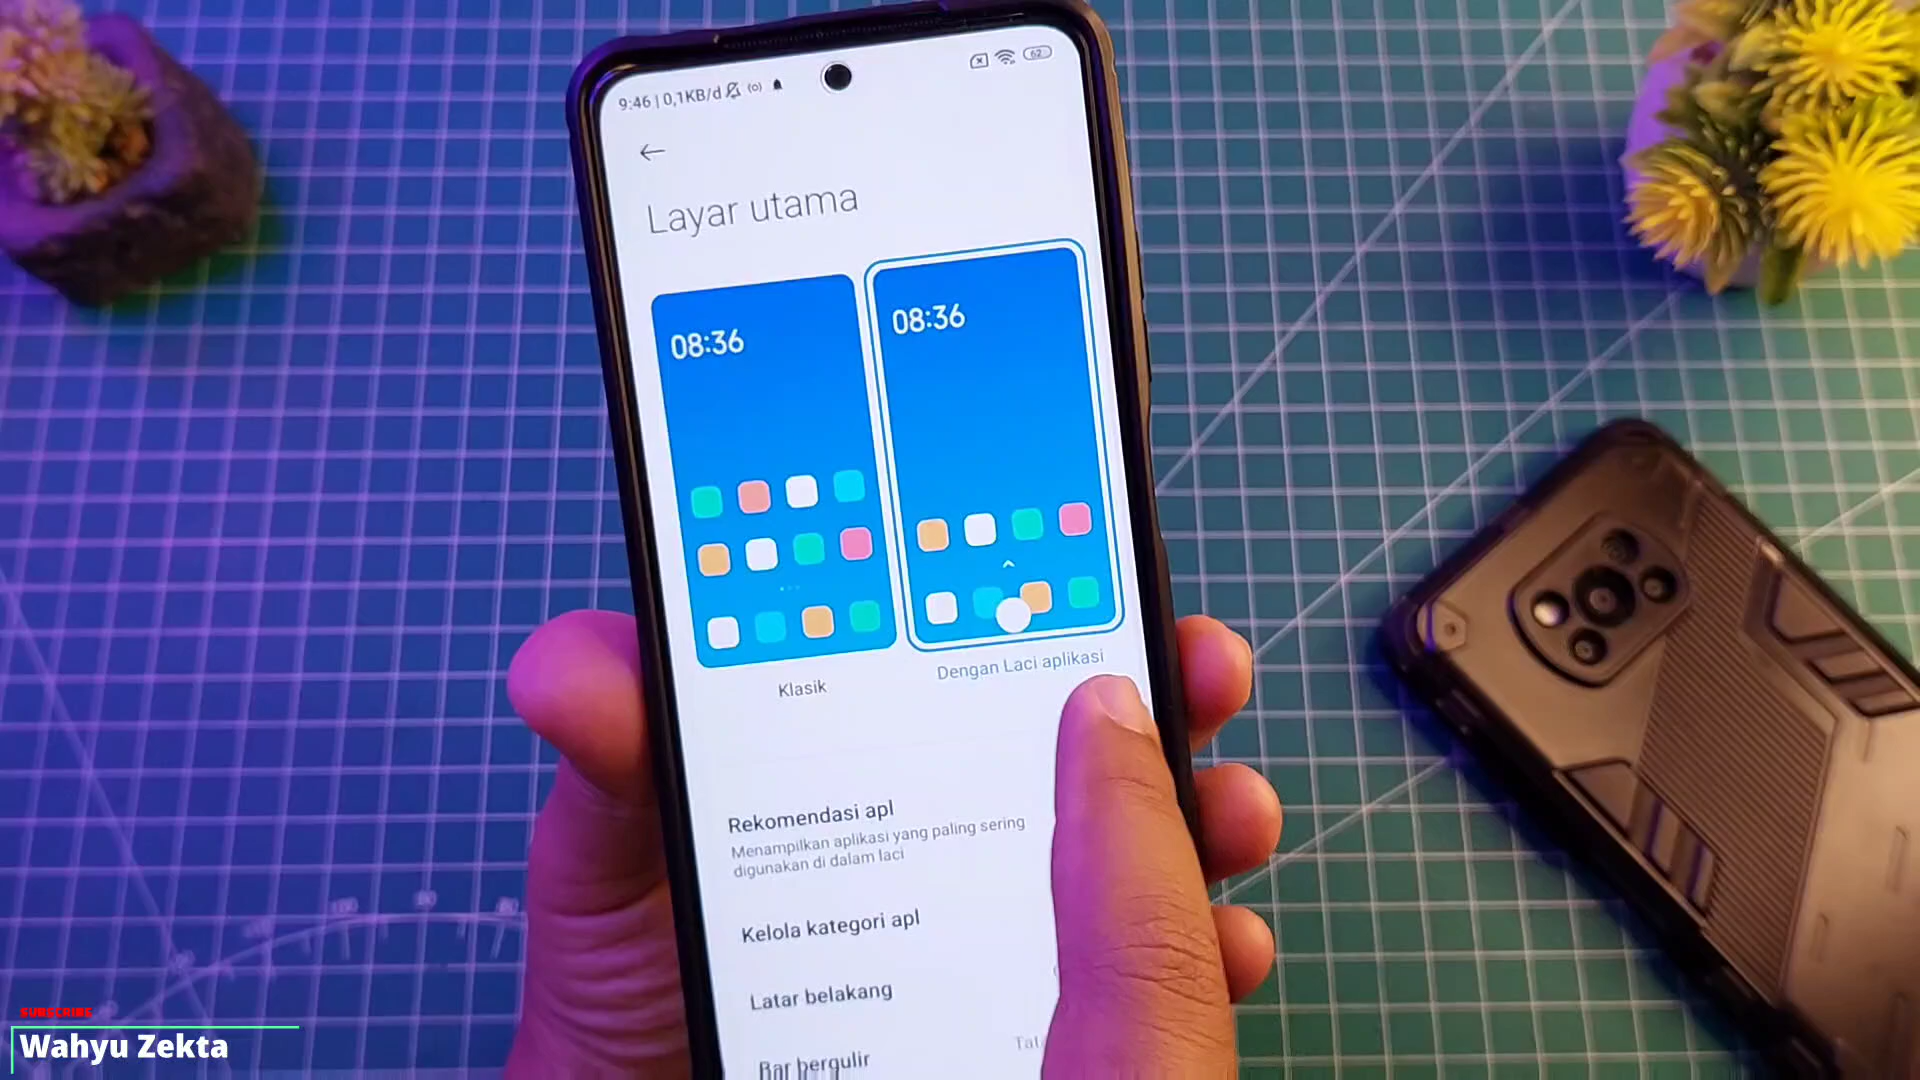 9:46 | 0,1KB/d
62
Layar utama
08:36
08:36
Klasik
Dengan Laci aplikasi
Rekomendasi apl
Menampilkan aplikasi yang paling sering
digunakan di dalam laci
Kelola kategori apl
Latar belakang
Bar bergulir
SUBSCRIBE
Wahyu Zekta